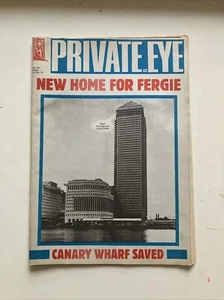 PRIVATE EYE
NEW HOME FOR FERGIE
CANARY WHARF SAVED